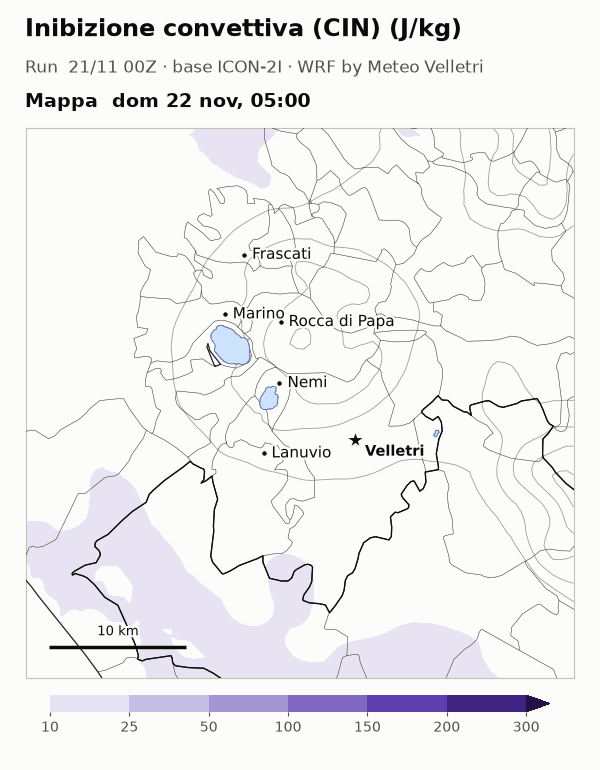 Inibizione convettiva (CIN) (J/kg)
Run  21/11 00Z · base ICON-2I · WRF by Meteo Velletri
Mappa  dom 22 nov, 05:00
Frascati
Marino
Rocca di Papa
Nemi
Velletri
Lanuvio
10 km
10 25 50 100 150 200 300